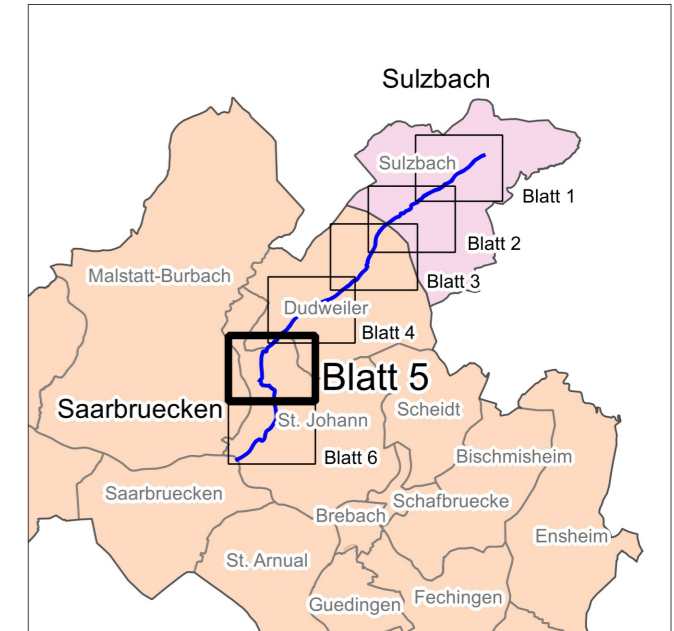 Sulzbach
Sulzbach
Blatt 1
Blatt 2
Malstatt-Burbach
Blatt 3
Dudweiler
Blatt 4
Blatt 5
Saarbruecken
St. Johann
Scheidt
Blatt 6
Bischmisheim
Saarbruecken
Schafbruecke
Brebach
Ensheim
St. Arnual
Fechingen
Guedingen